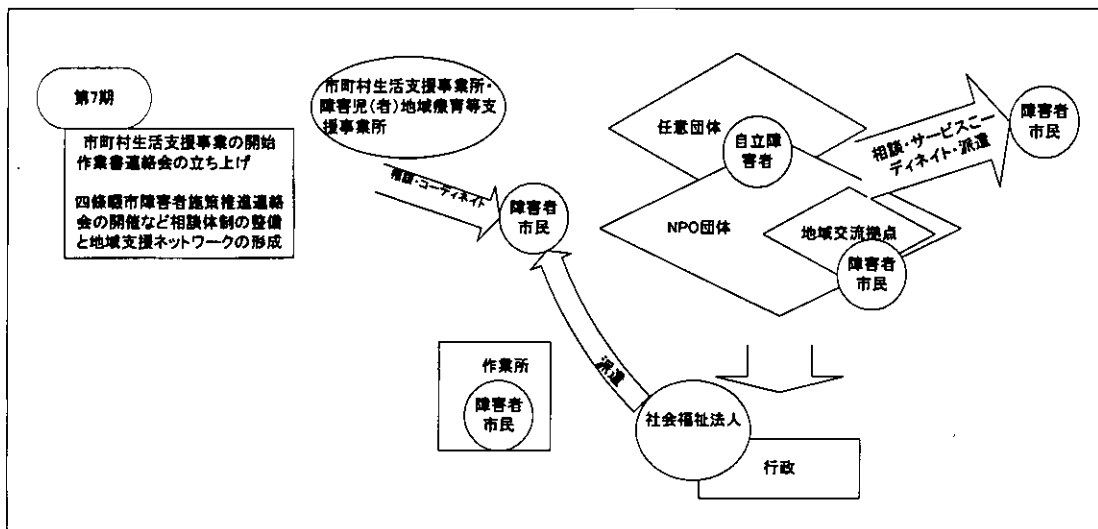 第7期
市町村生活支援事業の開始
作業書連絡会の立ち上げ
四條畷市障害者施策推進連絡
会の開催など相談体制の整備
と地域支援ネットワークの形成
市町村生活支援事業所・
障害児（者）地域療育等支
援事業所
相談・コーディネイト
障害者
市民
任意団体
自立障
害者
NPO団体
地域交流拠点
障害者
市民
相談・サービスこー
ディネイト・派遣
障害者
市民
作業所
障害者
市民
派遣
社会福祉法人
行政